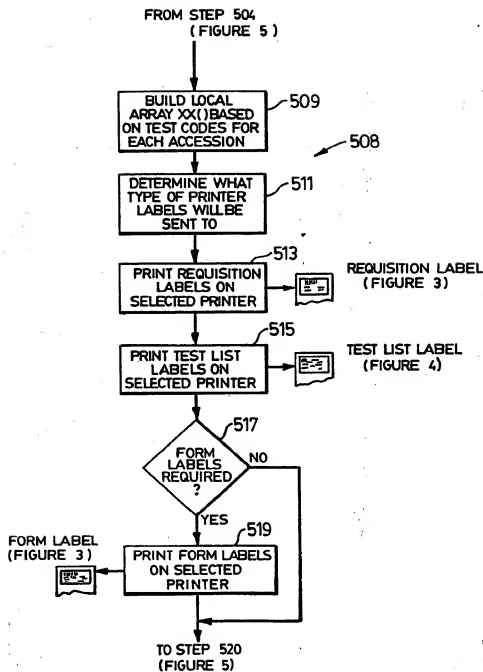 FROM STEP 504
(FIGURE 5)
BUILD LOCAL
ARRAY XX() BASED
ON TEST CODES FOR
EACH ACCESSION
509
508
DETERMINE WHAT
TYPE OF PRINTER
LABELS WILL BE
SENT TO
511
513
PRINT REQUISITION
LABELS ON
SELECTED PRINTER
REQUISITION LABEL
(FIGURE 3)
515
PRINT TEST LIST
LABELS ON
SELECTED PRINTER
TEST LIST LABEL
(FIGURE 4)
517
FORM
LABELS
REQUIRED
?
NO
YES
519
FORM LABEL
(FIGURE 3)
PRINT FORM LABELS
ON SELECTED
PRINTER
TO STEP 520
(FIGURE 5)